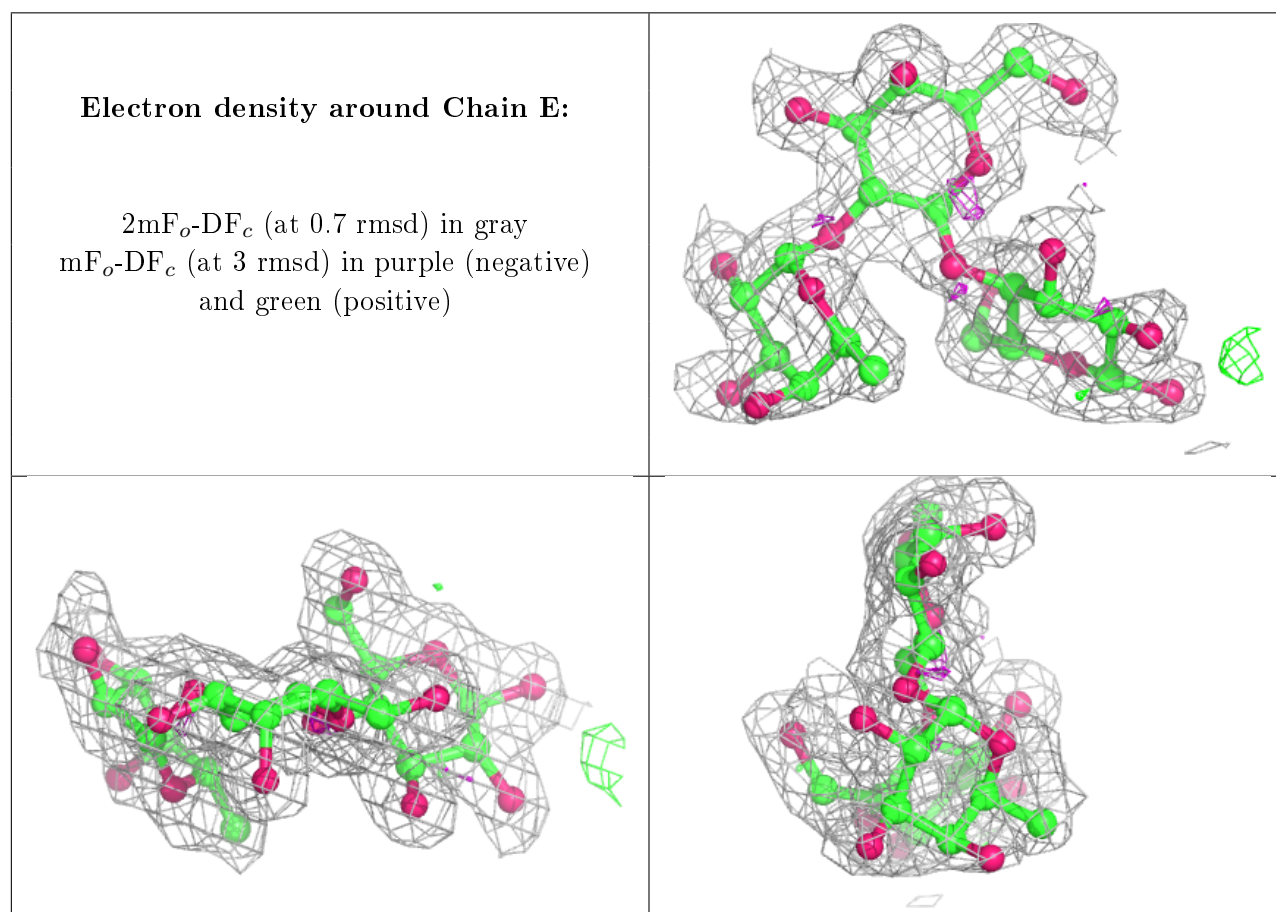 Electron density around Chain E:
2mFo-DFc (at 0.7 rmsd) in gray
mFo-DFc (at 3 rmsd) in purple (negative)
and green (positive)